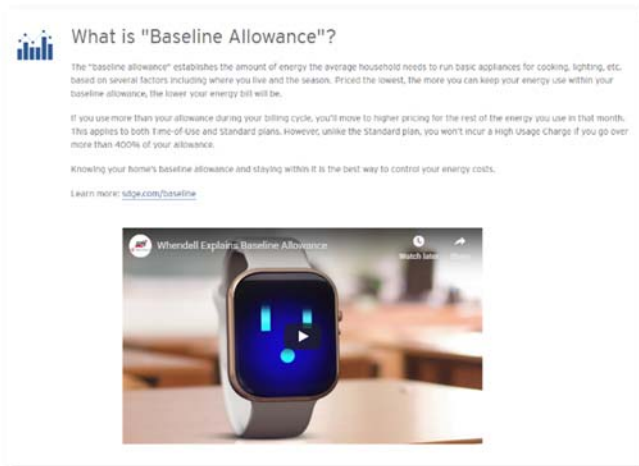 What is "Baseline Allowance"?
The "baseline allowance" establishes the amount of energy the average household needs to run basic appliances for cooking, lighting, etc.
based on several factors including where you live and the season. Priced the lowest, the more you can keep your energy use within your
baseline allowance, the lower your energy bill will be.
If you use more than your allowance during your billing cycle, you'll move to higher pricing for the rest of the energy you use in that month.
This applies to both Time-of-Use and Standard plans. However, unlike the Standard plan, you won't incur a High Usage Charge if you go over
more than 400% of your allowance.
Knowing your home's baseline allowance and staying within it is the best way to control your energy costs.
Learn more: sdge.com/baseline
Whendell Explains Baseline Allowance
Watch later